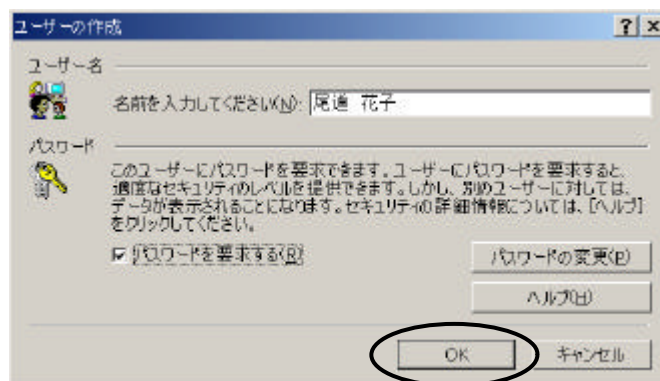 ユーザーの作成
ユーザー名
名前を入力してください(N): 尾道 花子
パスワード
このユーザーにパスワードを要求できます。ユーザーにパスワードを要求すると、
適度なセキュリティのレベルを提供できます。しかし、別のユーザーに対しては、
データが表示されることになります。セキュリティの詳細情報については、[ヘルプ]
をクリックしてください。
パスワードを要求する(R)
パスワードの変更(P)
ヘルプ(H)
OK
キャンセル